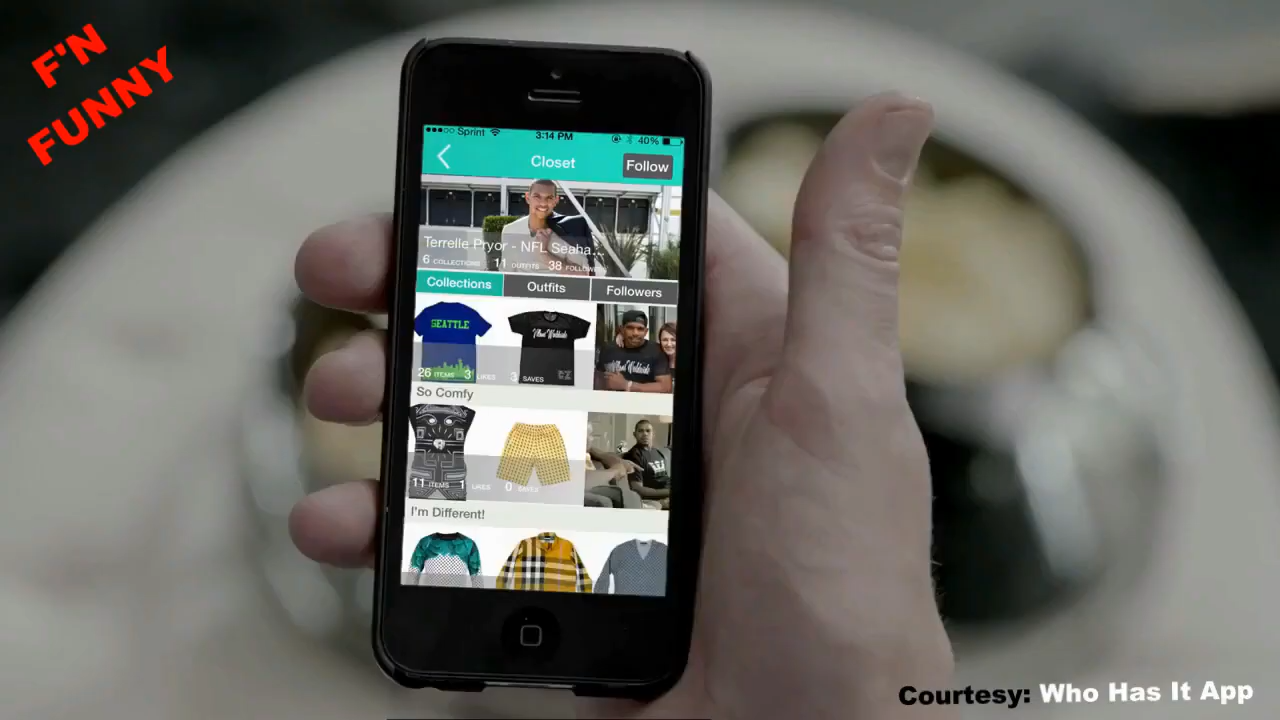 F'N
FUNNY
Sprint 3:14 PM 40%
Closet
Follow
Terrelle Pryor - NFL Seaha...
6 COLLECTIONS 11 OUTFITS 38
Collections Outfits Followers
SEATTLE
26 ITEMS 3 LIKES 3 SAVES
So Comfy
11 ITEMS 1 LIKES 0
I'm Different!
Courtesy: Who Has It App